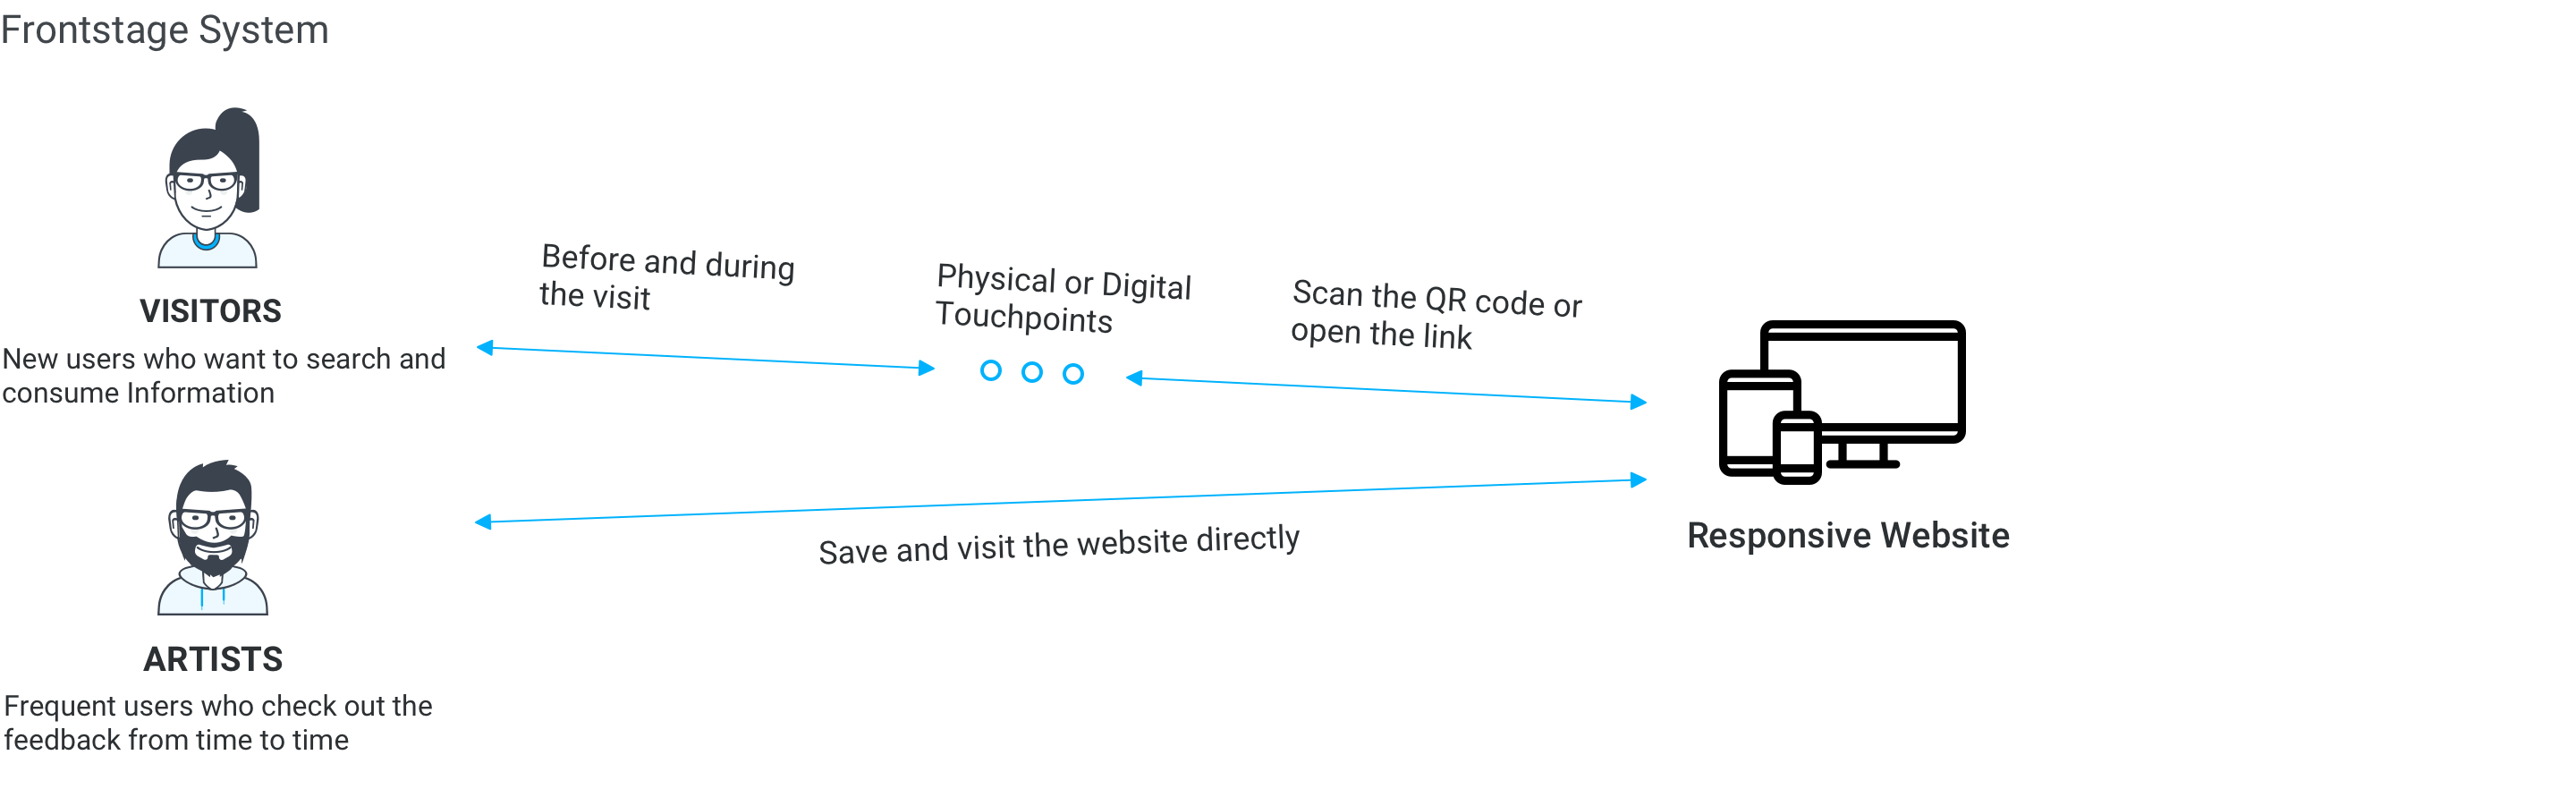 Frontstage System
VISITORS
New users who want to search and
consume Information
Before and during
the visit
Physical or Digital
Touchpoints
Scan the QR code or
open the link
Responsive Website
Save and visit the website directly
ARTISTS
Frequent users who check out the
feedback from time to time